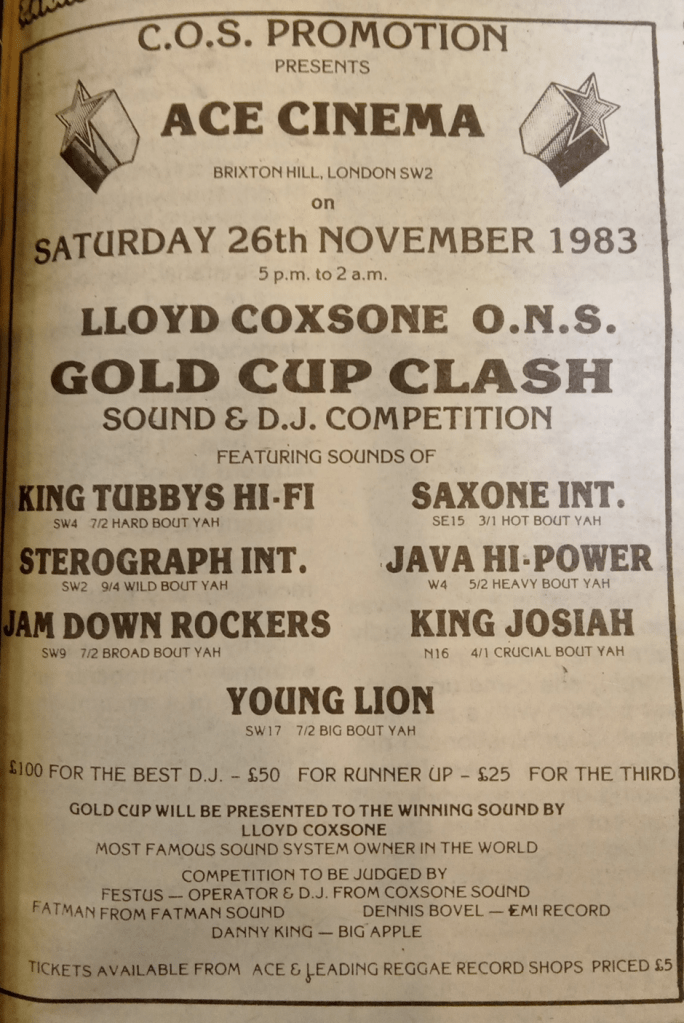 C.O.S. PROMOTION
PRESENTS
ACE CINEMA
BRIXTON HILL, LONDON SW2
on
SATURDAY 26th NOVEMBER 1983
5 p.m. to 2 a.m.
LLOYD COXSONE O.N.S.
GOLD CUP CLASH
SOUND & D.J. COMPETITION
FEATURING SOUNDS OF
KING TUBBYS HI-FI
SW4 7/2 HARD BOUT YAH
SAXONE INT.
SE15 3/1 HOT BOUT YAH
STEROGRAPH INT.
SW2 9/4 WILD BOUT YAH
JAVA HI-POWER
W4 5/2 HEAVY BOUT YAH
JAM DOWN ROCKERS
SW9 7/2 BROAD BOUT YAH
KING JOSIAH
N16 4/1 CRUCIAL BOUT YAH
YOUNG LION
SW17 7/2 BIG BOUT YAH
£100 FOR THE BEST D.J. – £50 FOR RUNNER UP – £25 FOR THE THIRD
GOLD CUP WILL BE PRESENTED TO THE WINNING SOUND BY
LLOYD COXSONE
MOST FAMOUS SOUND SYSTEM OWNER IN THE WORLD
COMPETITION TO BE JUDGED BY
FESTUS — OPERATOR & D.J. FROM COXSONE SOUND
FATMAN FROM FATMAN SOUND DENNIS BOVEL — EMI RECORD
DANNY KING — BIG APPLE
TICKETS AVAILABLE FROM ACE & LEADING REGGAE RECORD SHOPS PRICED £5